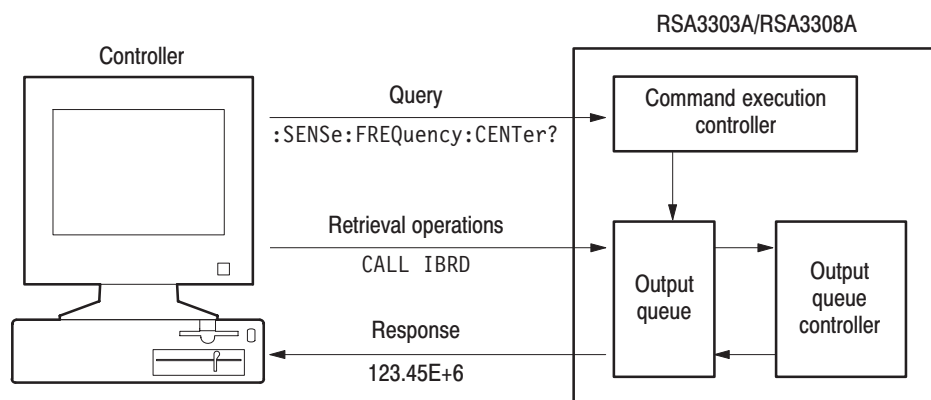 RSA3303A/RSA3308A
Controller
Query
:SENSe:FREQuency:CENTer?
Command execution
controller
Retrieval operations
CALL IBRD
Output
queue
Output
queue
controller
Response
123.45E+6